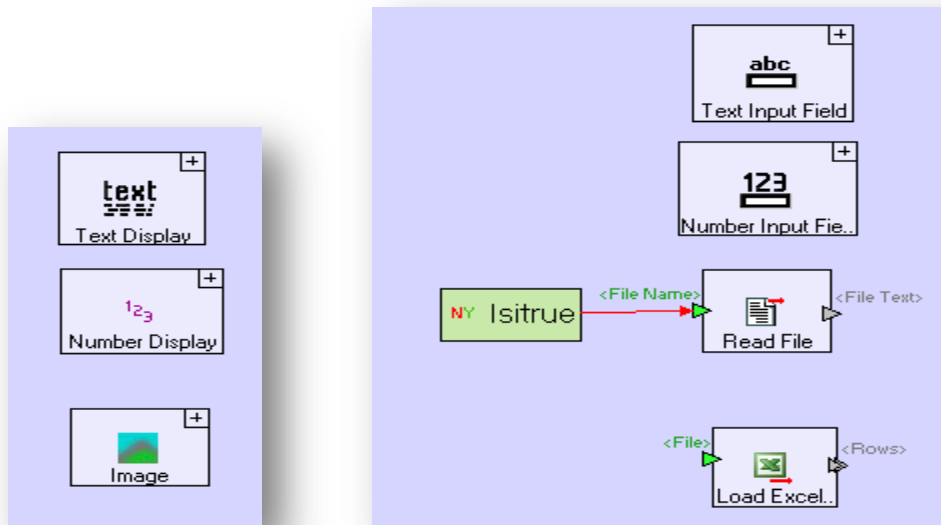 text
Text Display
123
Number Display
Image
abc
Text Input Field
123
Number Input Fie..
NY Isitrue
<File Name>
<File Text>
Read File
<File>
<Rows>
Load Excel..